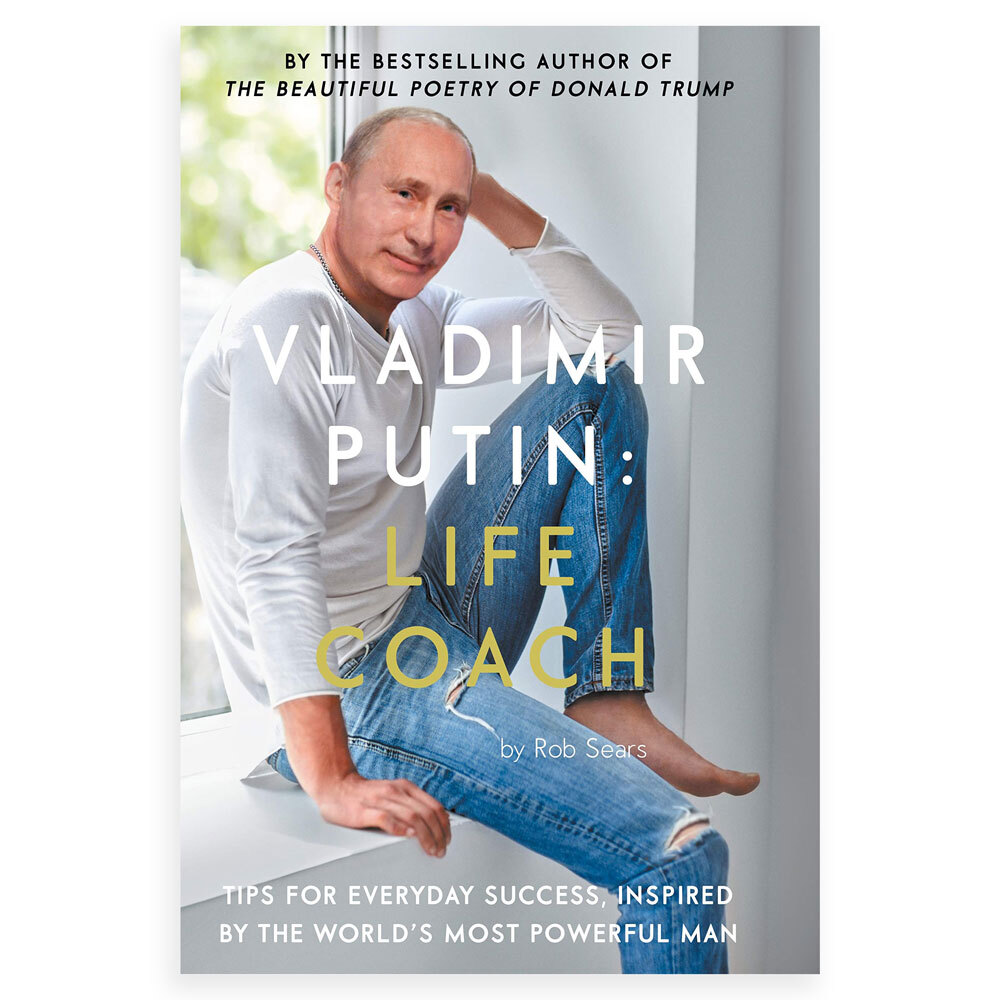 BY THE BESTSELLING AUTHOR OF
THE BEAUTIFUL POETRY OF DONALD TRUMP
VLADIMIR
PUTIN:
LIFE
COACH
by Rob Sears
TIPS FOR EVERYDAY SUCCESS, INSPIRED
BY THE WORLD'S MOST POWERFUL MAN